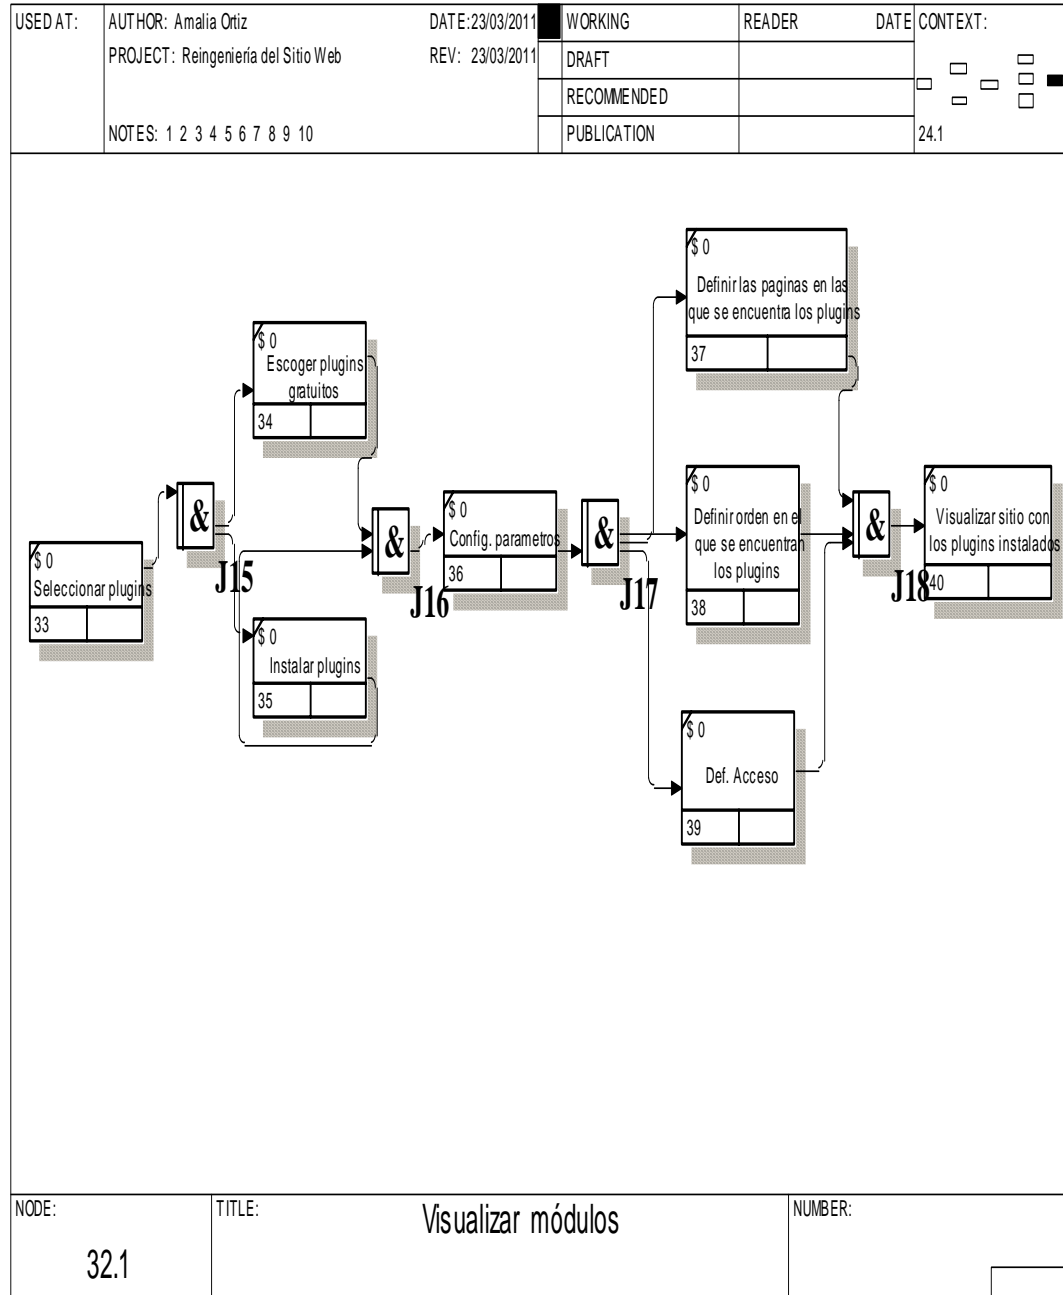 USED AT:
AUTHOR: Amalia Ortiz
DATE:23/03/2011
WORKING
READER
DATE
CONTEXT:
PROJECT: Reingeniería del Sitio Web
REV: 23/03/2011
DRAFT
RECOMMENDED
NOTES: 1 2 3 4 5 6 7 8 9 10
PUBLICATION
24.1
$ 0
Seleccionar plugins
33
&
J15
$ 0
Escoger plugins
gratuitos
34
$ 0
Instalar plugins
35
&
J16
$ 0
Config. parametros
36
&
J17
$ 0
Definir las paginas en las
que se encuentra los plugins
37
$ 0
Definir orden en el
que se encuentran
los plugins
38
$ 0
Def. Acceso
39
&
J18
$ 0
Visualizar sitio con
los plugins instalados
40
NODE:
32.1
TITLE:
Visualizar módulos
NUMBER: